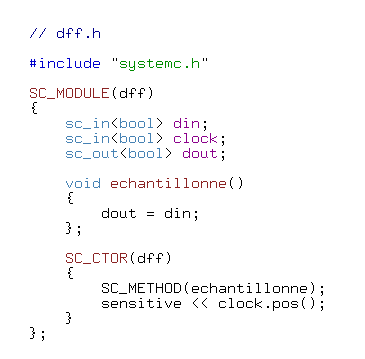 // dff.h
#include "systemc.h"
SC_MODULE(dff)
{
sc_in<bool> din;
sc_in<bool> clock;
sc_out<bool> dout;
void echantillonne()
{
dout = din;
};
SC_CTOR(dff)
{
SC_METHOD(echantillonne);
sensitive << clock.pos();
}
};